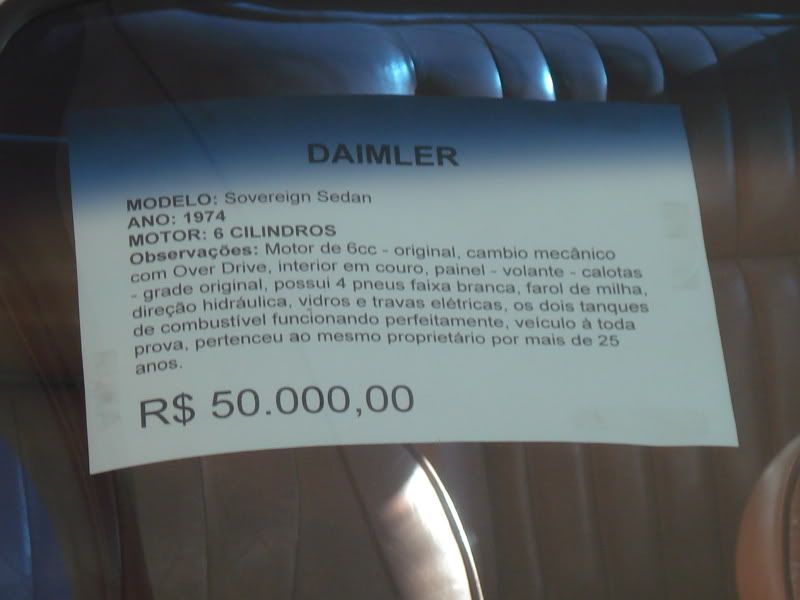 DAIMLER
MODELO: Sovereign Sedan
ANO: 1974
MOTOR: 6 CILINDROS
Observações: Motor de 6cc - original, cambio mecânico
com Over Drive, interior em couro, painel - volante - calotas
- grade original, possui 4 pneus faixa branca, farol de milha,
direção hidráulica, vidros e travas elétricas, os dois tanques
de combustível funcionando perfeitamente, veículo à toda
prova, pertenceu ao mesmo proprietário por mais de 25
anos.
R$ 50.000,00